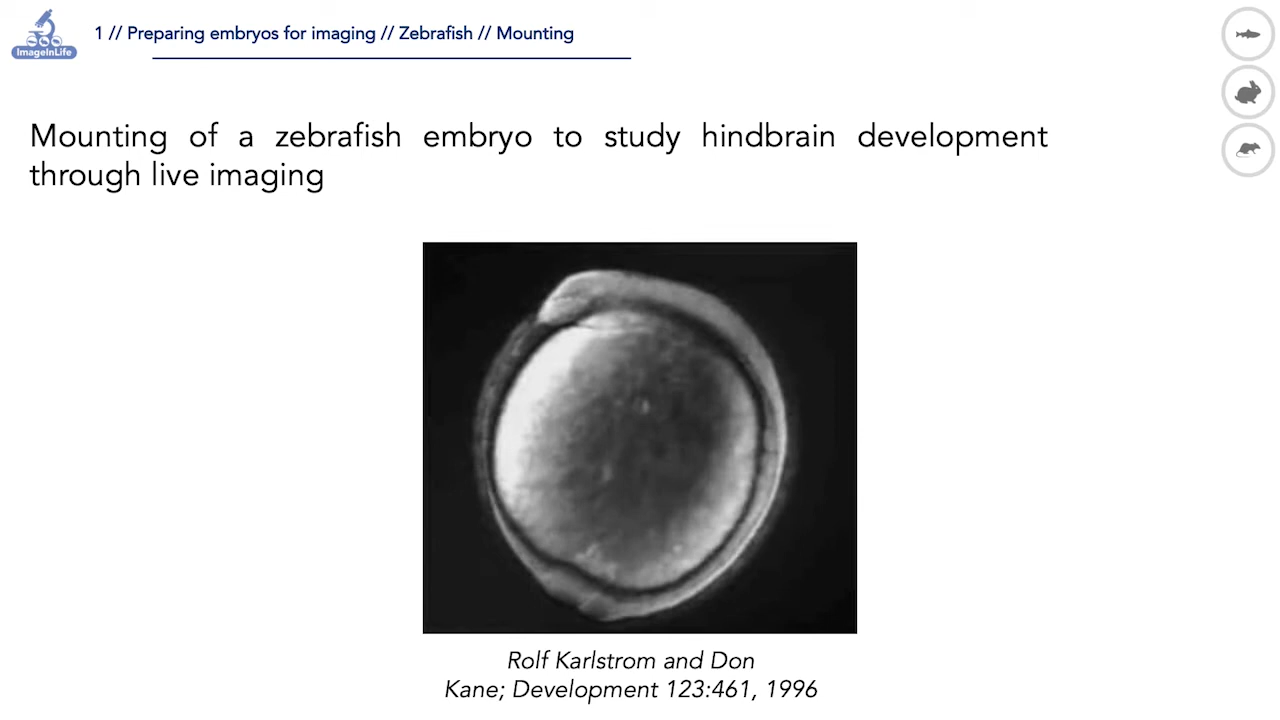 ImageInLife
1 // Preparing embryos for imaging // Zebrafish // Mounting
Mounting of a zebrafish embryo to study hindbrain development
through live imaging
Rolf Karlstrom and Don
Kane; Development 123:461, 1996